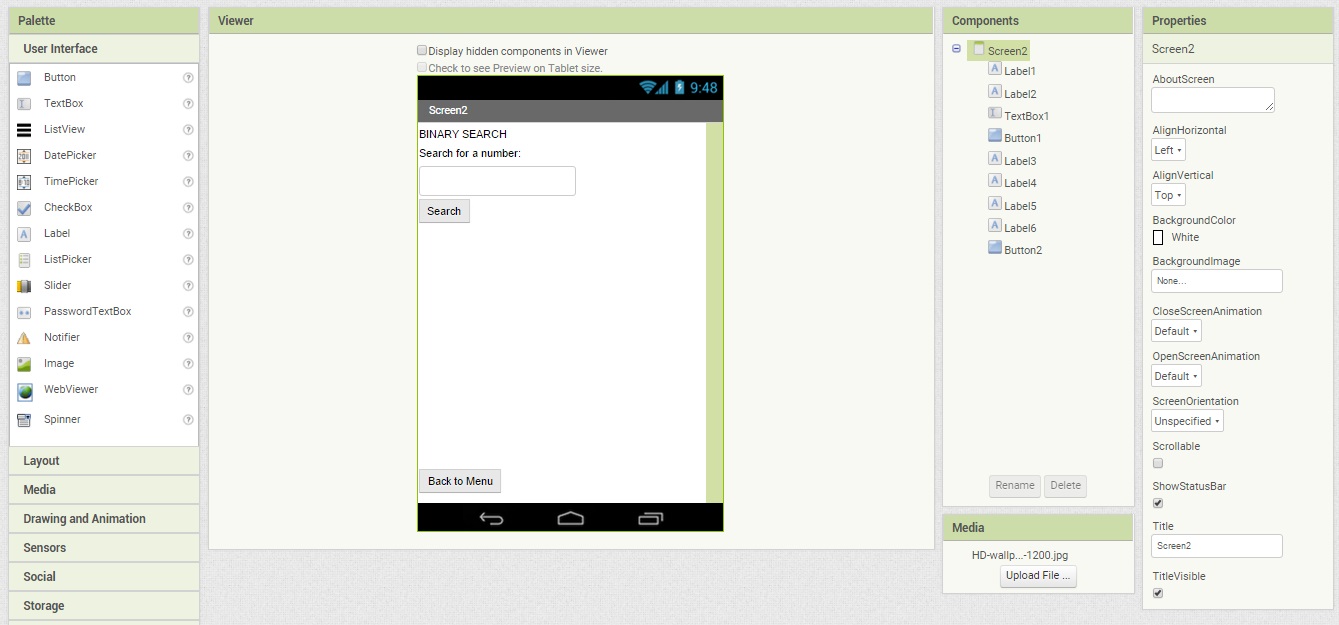 Palette
User Interface
Button
TextBox
ListView
DatePicker
TimePicker
CheckBox
Label
ListPicker
Slider
PasswordTextBox
Notifier
Image
WebViewer
Spinner
Layout
Media
Drawing and Animation
Sensors
Social
Storage
Viewer
Display hidden components in Viewer
Check to see Preview on Tablet size.
9:48
Screen2
BINARY SEARCH
Search for a number:
Search
Back to Menu
Components
Screen2
Label1
Label2
TextBox1
Button1
Label3
Label4
Label5
Label6
Button2
Rename Delete
Media
HD-wallp...-1200.jpg
Upload File ...
Properties
Screen2
AboutScreen
AlignHorizontal
Left
AlignVertical
Top
BackgroundColor
White
BackgroundImage
None...
CloseScreenAnimation
Default
OpenScreenAnimation
Default
ScreenOrientation
Unspecified
Scrollable
ShowStatusBar
Title
Screen2
TitleVisible